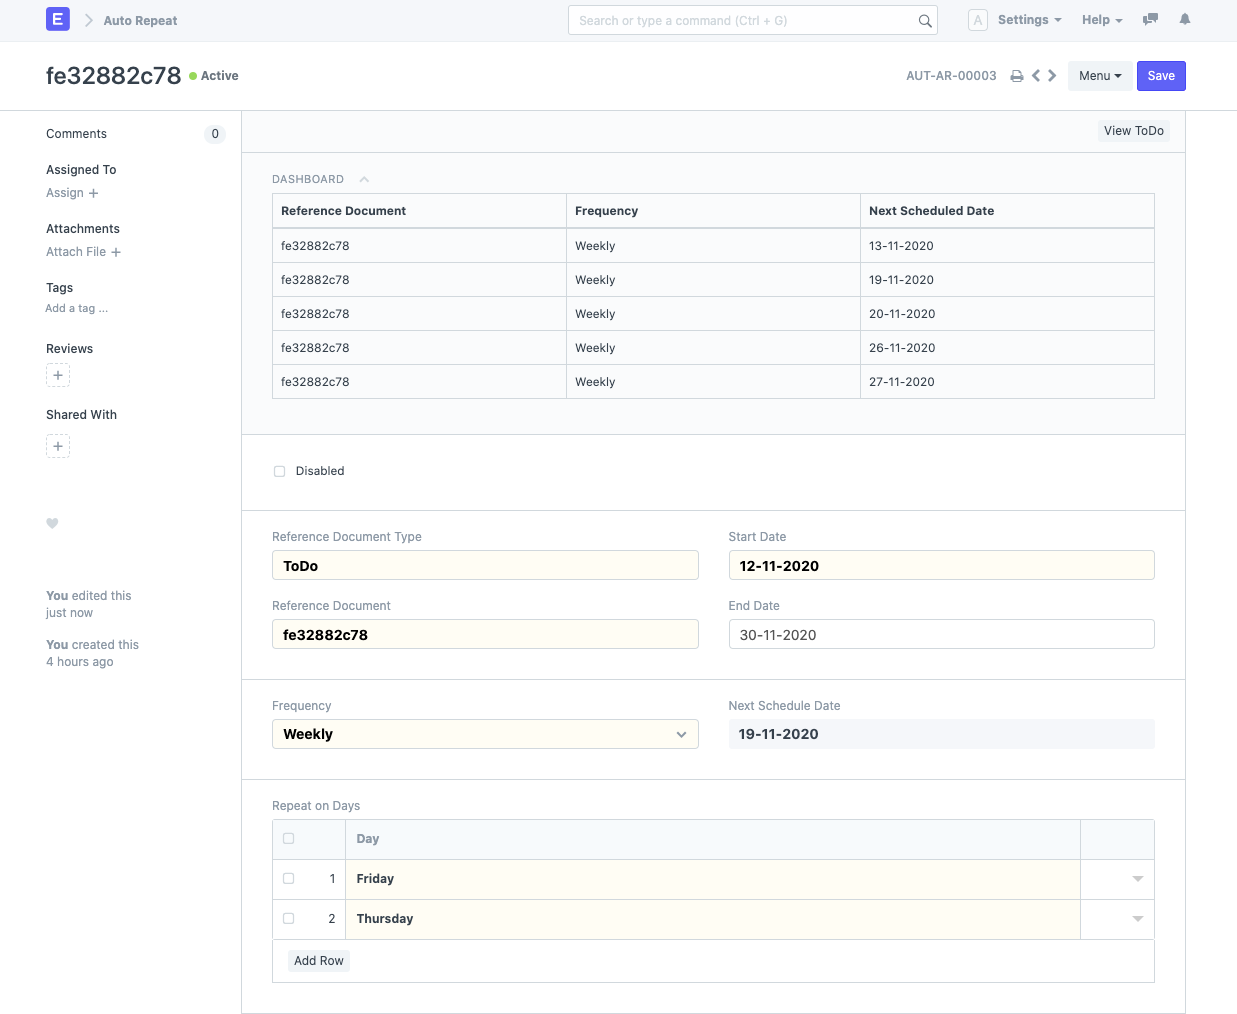 E Auto Repeat Search or type a command (Ctrl + G) A Settings Help
fe32882c78 Active AUT-AR-00003 Menu Save
Comments 0
Assigned To
Assign +
Attachments
Attach File +
Tags
Add a tag ...
Reviews
+
Shared With
+
You edited this
just now
You created this
4 hours ago
View ToDo
DASHBOARD
Reference Document Frequency Next Scheduled Date
fe32882c78 Weekly 13-11-2020
fe32882c78 Weekly 19-11-2020
fe32882c78 Weekly 20-11-2020
fe32882c78 Weekly 26-11-2020
fe32882c78 Weekly 27-11-2020
Disabled
Reference Document Type Start Date
ToDo 12-11-2020
Reference Document End Date
fe32882c78 30-11-2020
Frequency Next Schedule Date
Weekly 19-11-2020
Repeat on Days
Day
1 Friday
2 Thursday
Add Row